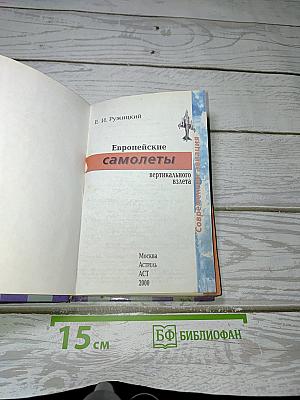 Е. И. Ружицкий
Европейские
самолеты
вертикального
взлета
Современная авиация
Москва
Астрель
АСТ
2000
15 см
БФ БИБЛИОФАН